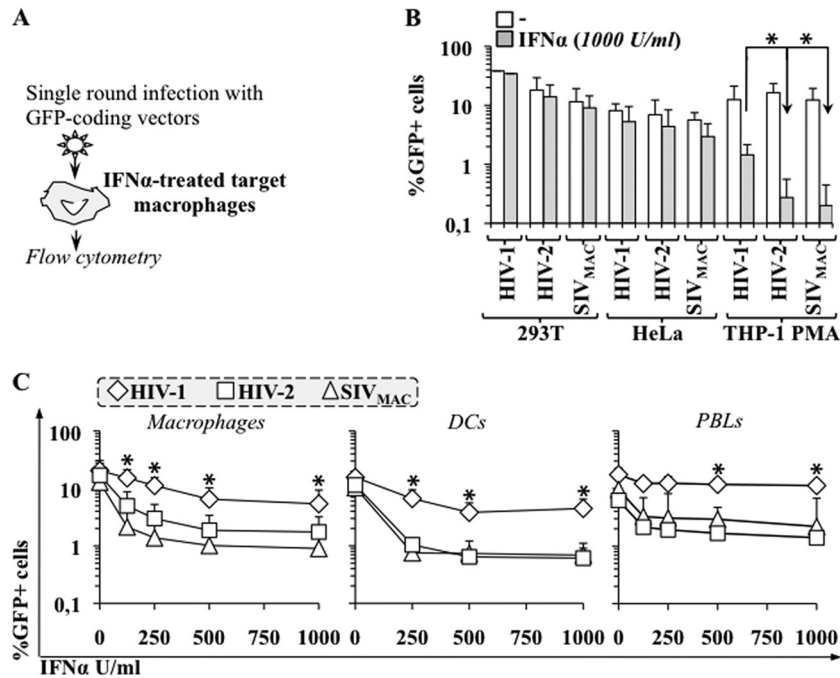 A
Single round infection with
GFP-coding vectors
IFNα-treated target
macrophages
Flow cytometry
B
-
IFNα (1000 U/ml)
* *
%GFP+ cells
100
10
1
0,1
HIV-1 HIV-2 SIVMAC HIV-1 HIV-2 SIVMAC HIV-1 HIV-2 SIVMAC
293T HeLa THP-1 PMA
C
HIV-1 HIV-2 SIVMAC
Macrophages DCs PBLs
%GFP+ cells
100
10
1
0,1
* * * *
* * *
* *
0 250 500 750 1000
0 250 500 750 1000
0 250 500 750 1000
IFNα U/ml